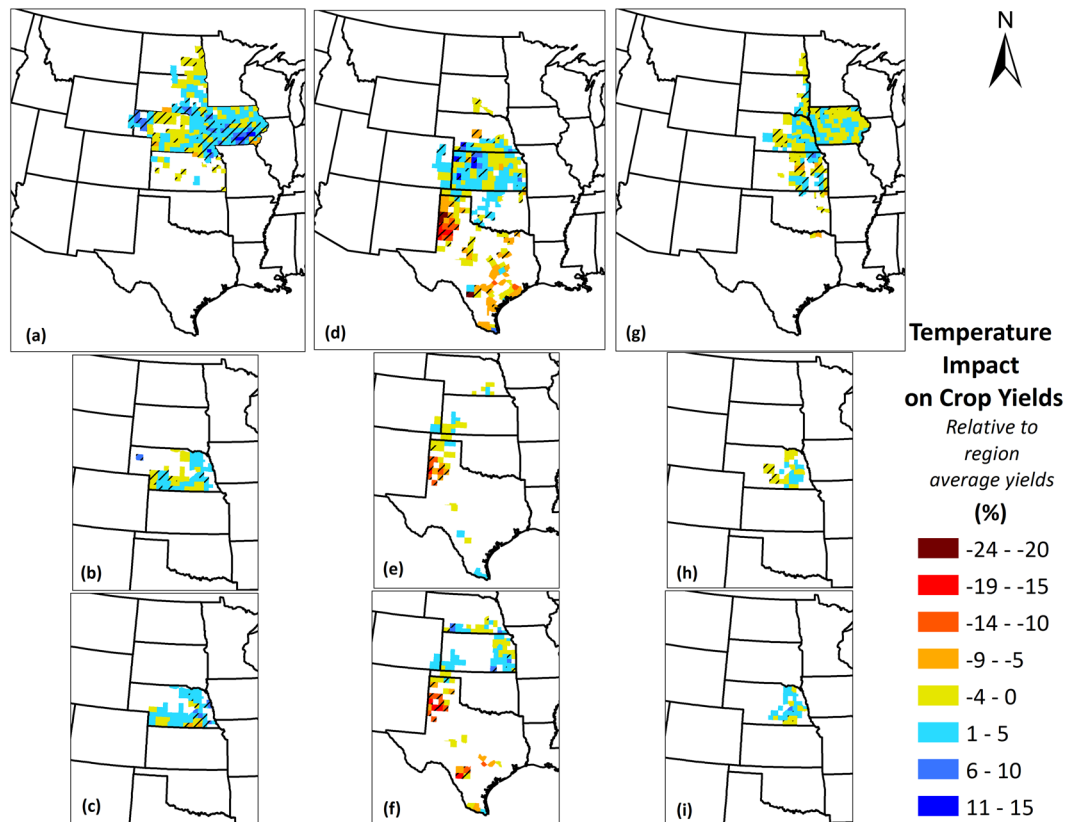 N
(a)
(d)
(g)
(b)
(e)
(h)
(c)
(f)
(i)
Temperature
Impact
on Crop Yields
Relative to
region
average yields
(%)
-24 - -20
-19 - -15
-14 - -10
-9 - -5
-4 - 0
1 - 5
6 - 10
11 - 15